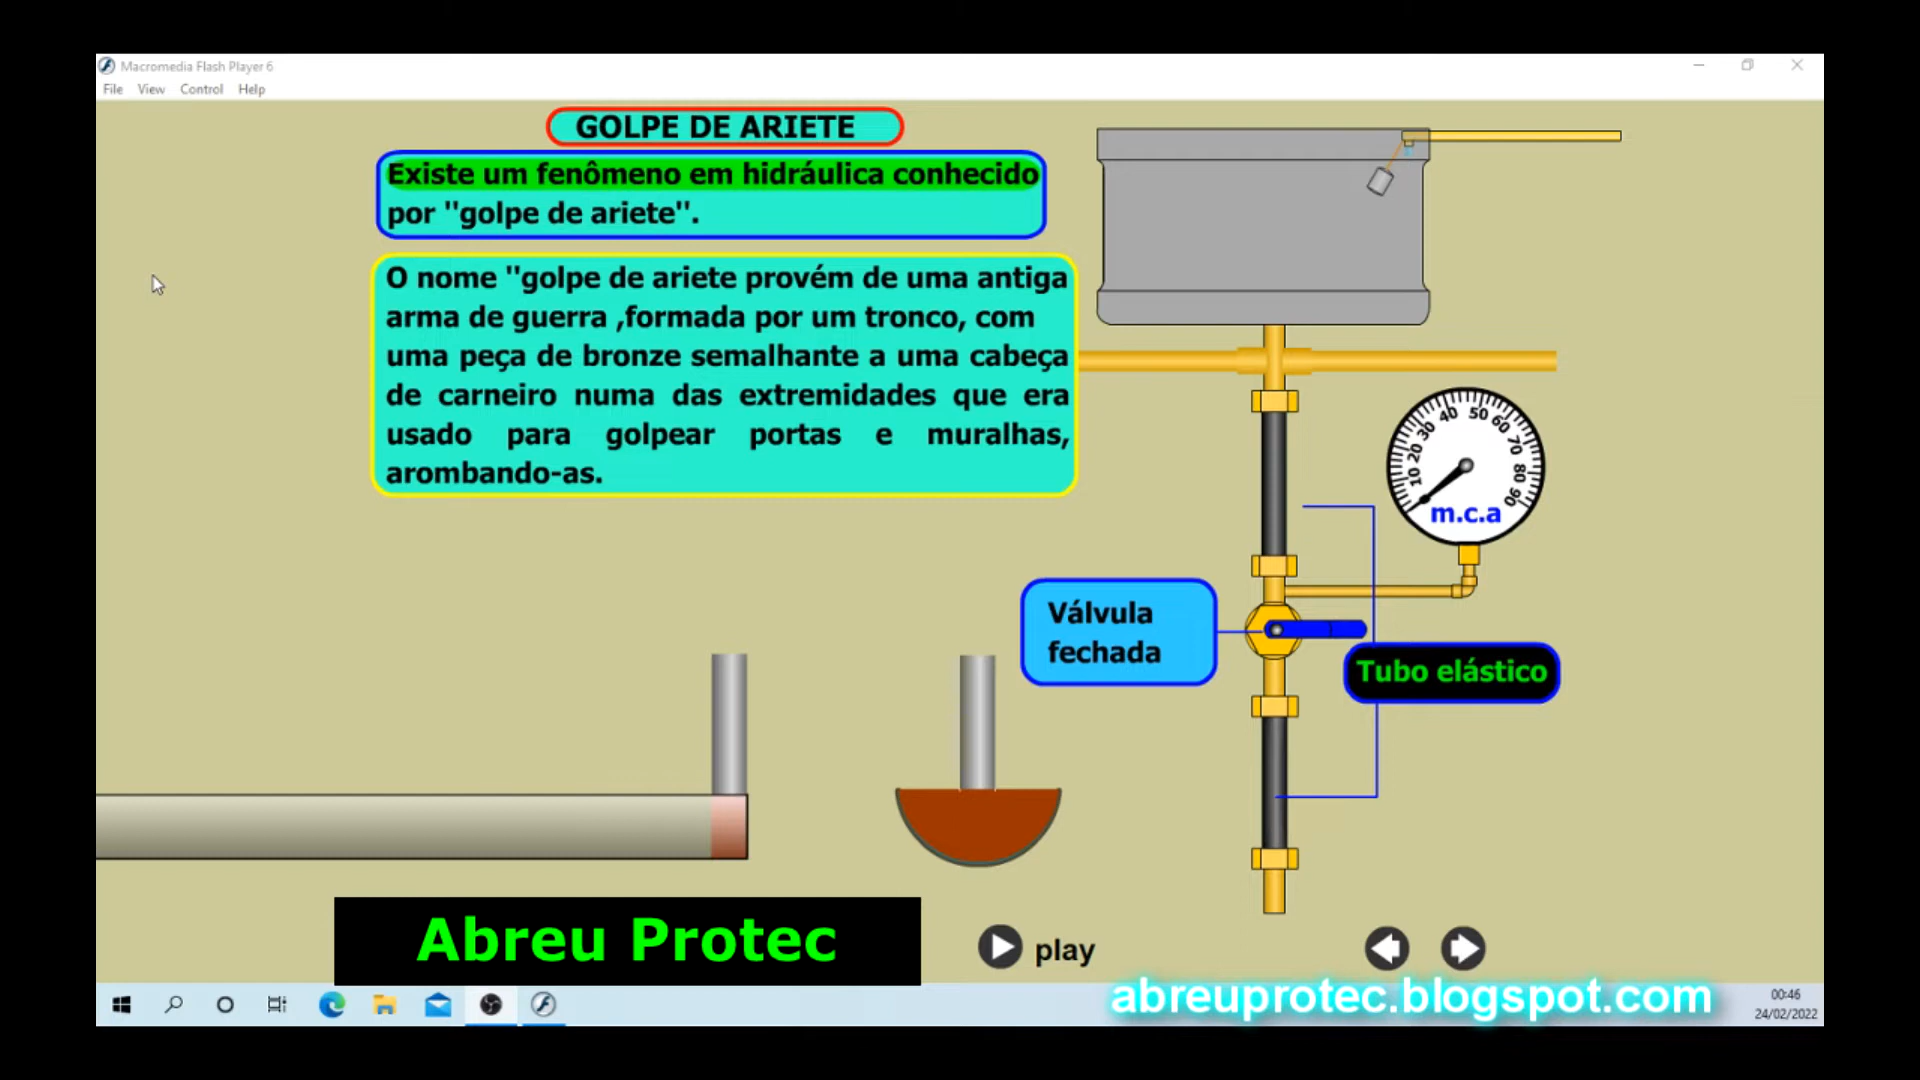 Macromedia Flash Player 6
File View Control Help
GOLPE DE ARIETE
Existe um fenômeno em hidráulica conhecido
por "golpe de ariete".
O nome "golpe de ariete provém de uma antiga
arma de guerra ,formada por um tronco, com
uma peça de bronze semalhante a uma cabeça
de carneiro numa das extremidades que era
usado para golpear portas e muralhas,
arombando-as.
10 20 30 40 50 60 70 80 90
m.c.a
Válvula
fechada
Tubo elástico
Abreu Protec
play
abreuprotec.blogspot.com
00:46
24/02/2022